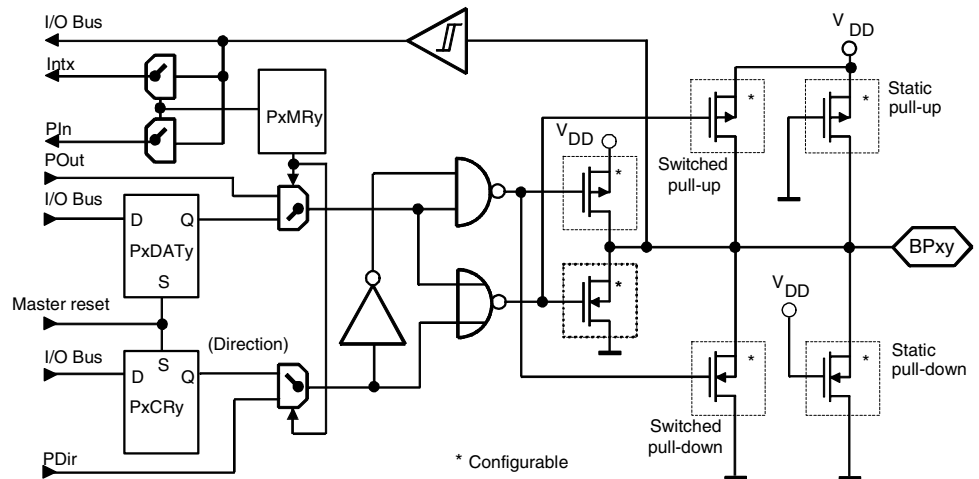 I/O Bus
Intx
PIn
POut
I/O Bus
D
Q
PxDATy
S
Master reset
I/O Bus
(Direction)
S
D
Q
PxCRy
PDir
PxMRy
V DD
*
*
* Configurable
V DD
*
Switched
pull-up
*
Static
pull-up
BPxy
V DD
*
Switched
pull-down
*
Static
pull-down